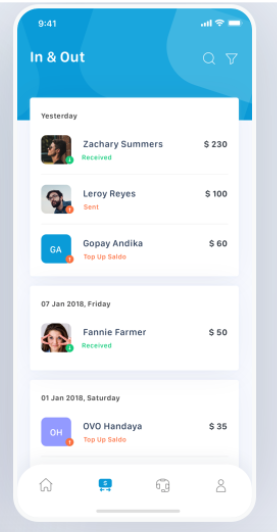 9:41
In & Out
Yesterday
Zachary Summers $ 230
Received
Leroy Reyes $ 100
Sent
GA Gopay Andika $ 60
Top Up Saldo
07 Jan 2018, Friday
Fannie Farmer $ 50
Received
01 Jan 2018, Saturday
OH OVO Handaya $ 35
Top Up Saldo